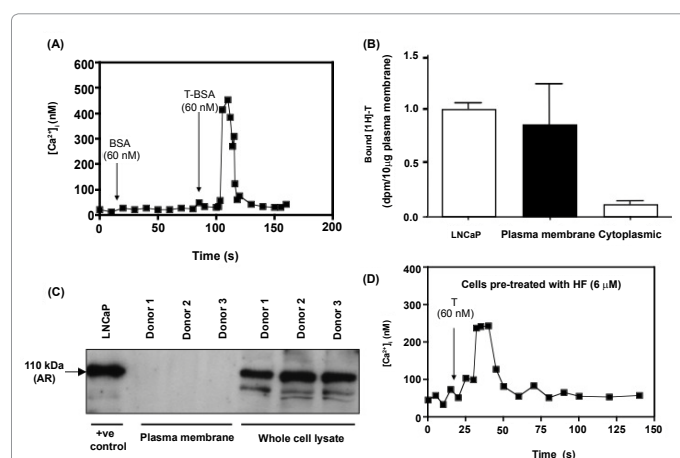 (A)
600
500
400
300
200
100
0
[Ca²⁺]ᵢ (nM)
BSA
(60 nM)
T-BSA
(60 nM)
0 50 100 150 200
Time (s)
(B)
1.5
1.0
0.5
0.0
Bound [1H]-T
(dpm/10μg plasma membrane)
LNCaP Plasma membrane Cytoplasmic
(C)
LNCaP
Donor 1
Donor 2
Donor 3
Donor 1
Donor 2
Donor 3
110 kDa
(AR)
+ve
control
Plasma membrane
Whole cell lysate
(D)
Cells pre-treated with HF (6 μM)
400
300
200
100
0
[Ca²⁺]ᵢ (nM)
T
(60 nM)
0 25 50 75 100 125 150
Time (s)